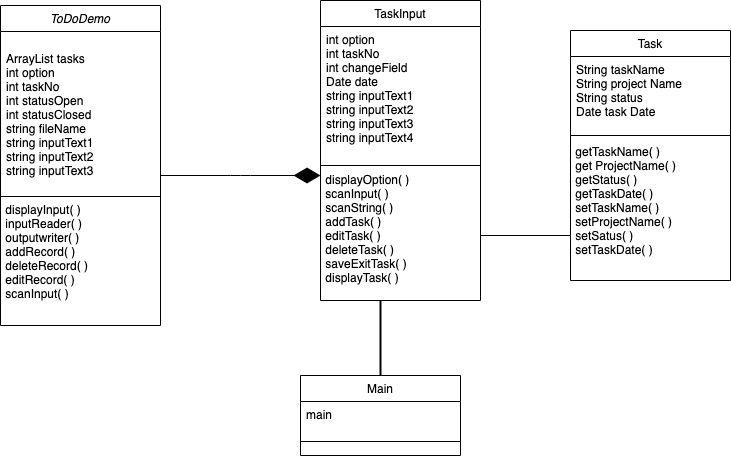 ToDoDemo
ArrayList tasks
int option
int taskNo
int statusOpen
int statusClosed
string fileName
string inputText1
string inputText2
string inputText3
displayInput( )
inputReader( )
outputwriter( )
addRecord( )
deleteRecord( )
editRecord( )
scanInput( )
TaskInput
int option
int taskNo
int changeField
Date date
string inputText1
string inputText2
string inputText3
string inputText4
displayOption( )
scanInput( )
scanString( )
addTask( )
editTask( )
deleteTask( )
saveExitTask( )
displayTask( )
Task
String taskName
String project Name
String status
Date task Date
getTaskName( )
get ProjectName( )
getStatus( )
getTaskDate( )
setTaskName( )
setProjectName( )
setSatus( )
setTaskDate( )
Main
main